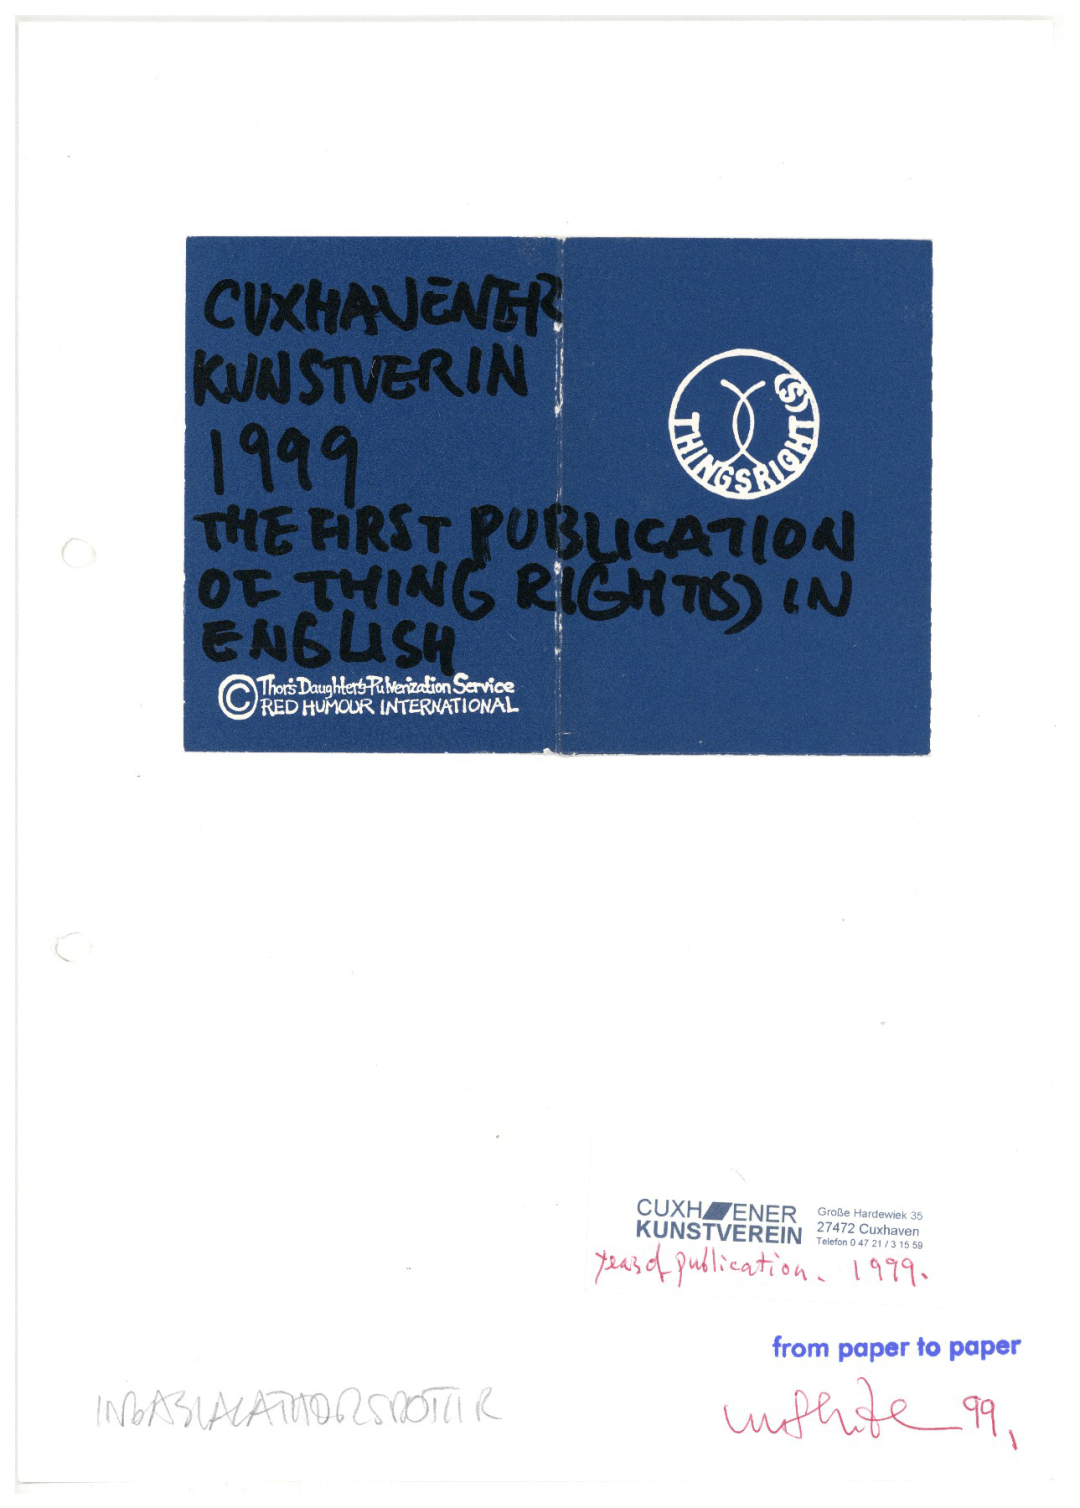 CUXHAVENER
KUNSTVERIN
1999
THE FIRST PUBLICATION
OF THING RIGHT(S) IN
ENGLISH
© Thor's Daughter's Pulverization Service
RED HUMOUR INTERNATIONAL
THINGSRIGHT(S)
CUXHAVENER
KUNSTVEREIN
Große Hardewiek 35
27472 Cuxhaven
Telefon 0 47 21 / 3 15 59
year of publication. 1999.
from paper to paper
99,